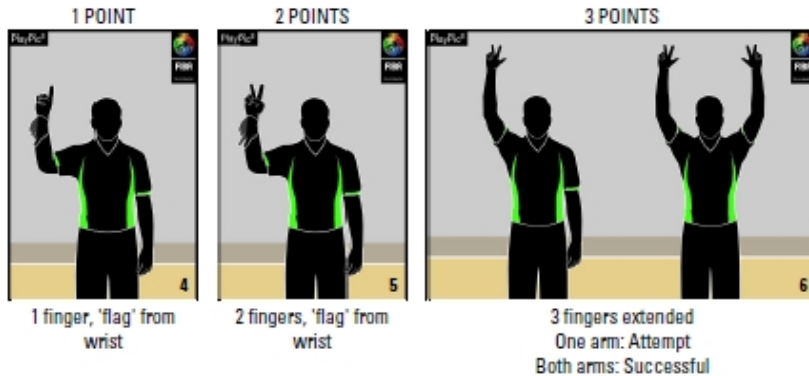 1 POINT
2 POINTS
3 POINTS
PlayPic®
PlayPic®
PlayPic®
FIBA
FIBA
FIBA
4
5
6
1 finger, 'flag' from
wrist
2 fingers, 'flag' from
wrist
3 fingers extended
One arm: Attempt
Both arms: Successful